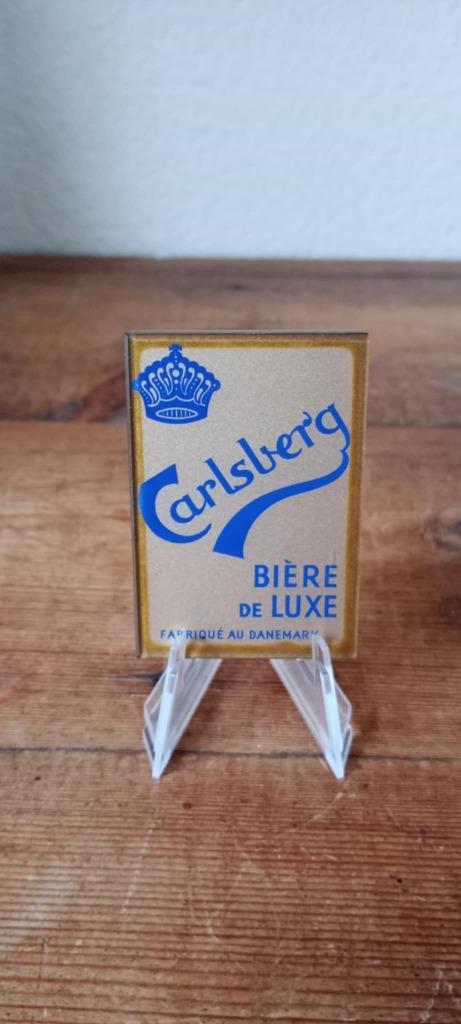 Carlsberg
BIÈRE
DE LUXE
FABRIQUÉ AU DANEMARK